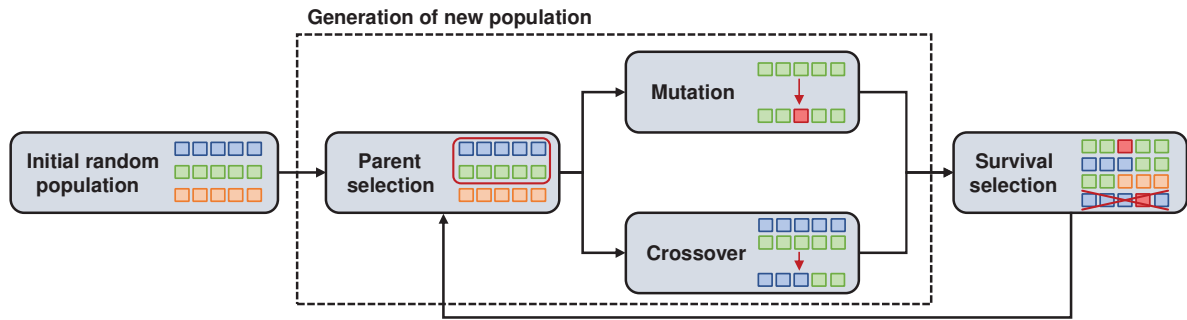 Generation of new population
Initial random
population
Parent
selection
Mutation
Crossover
Survival
selection